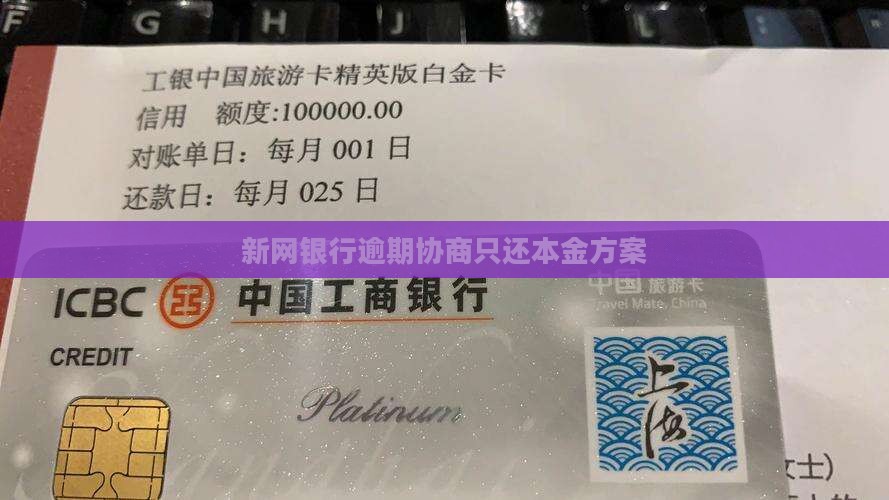 F G H J
工银中国旅游卡精英版白金卡
信用 额度:100000.00
对账单日: 每月 001 日
还款日: 每月 025 日
新网银行逾期协商只还本金方案
ICBC 中国工商银行
中国 旅游卡
Travel Mate, China
CREDIT
Platinum
上海
女士)